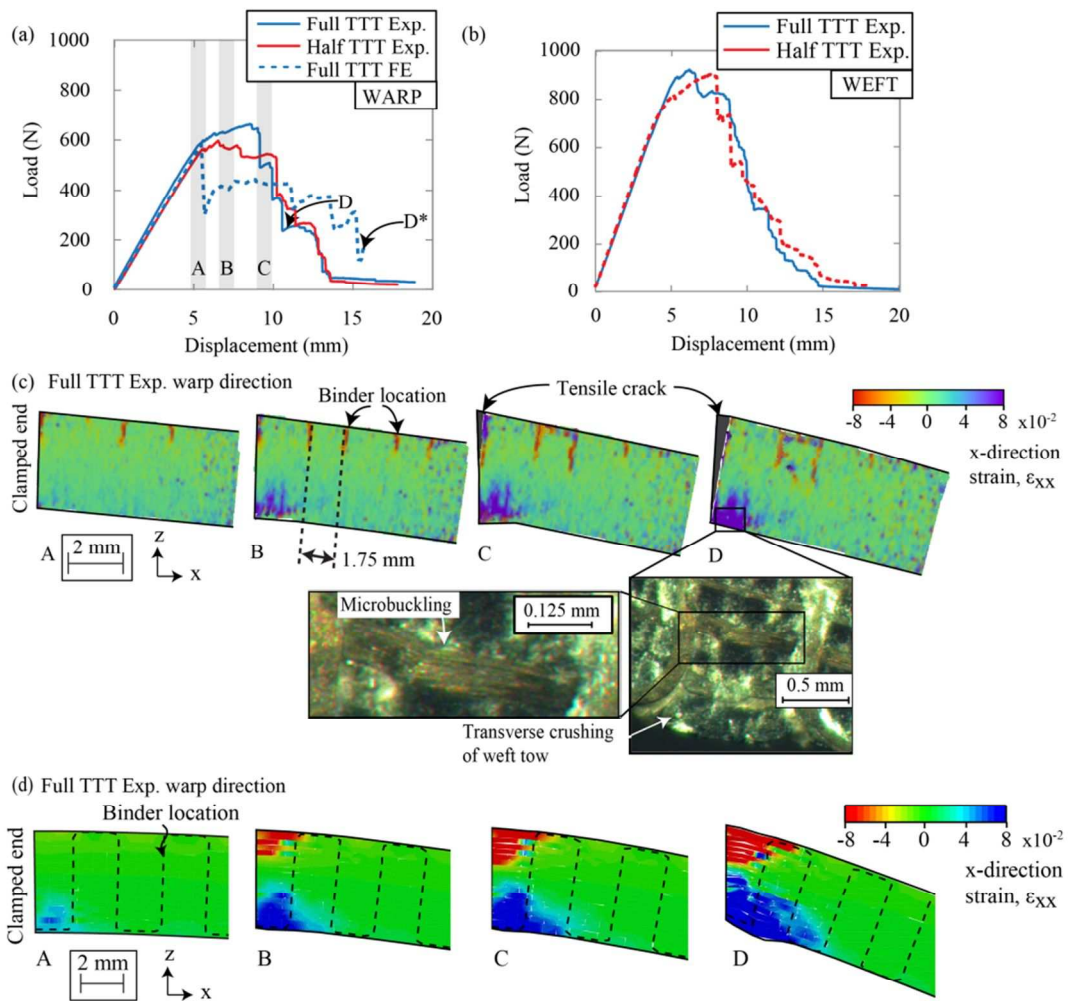 (a)
Full TTT Exp.
Half TTT Exp.
Full TTT FE
WARP
1000
800
600
400
200
0
Load (N)
A
B
C
D
D*
0
5
10
15
20
Displacement (mm)
(b)
Full TTT Exp.
Half TTT Exp.
WEFT
1000
800
600
400
200
0
Load (N)
0
5
10
15
20
Displacement (mm)
(c) Full TTT Exp. warp direction
Binder location
Tensile crack
-8 -4 0 4 8 x10-2
x-direction
strain, εxx
Clamped end
A
2 mm
z
x
B
1.75 mm
C
D
Microbuckling
0.125 mm
0.5 mm
Transverse crushing
of weft tow
(d) Full TTT Exp. warp direction
Binder location
-8 -4 0 4 8 x10-2
x-direction
strain, εxx
Clamped end
A
B
C
D
2 mm
z
x